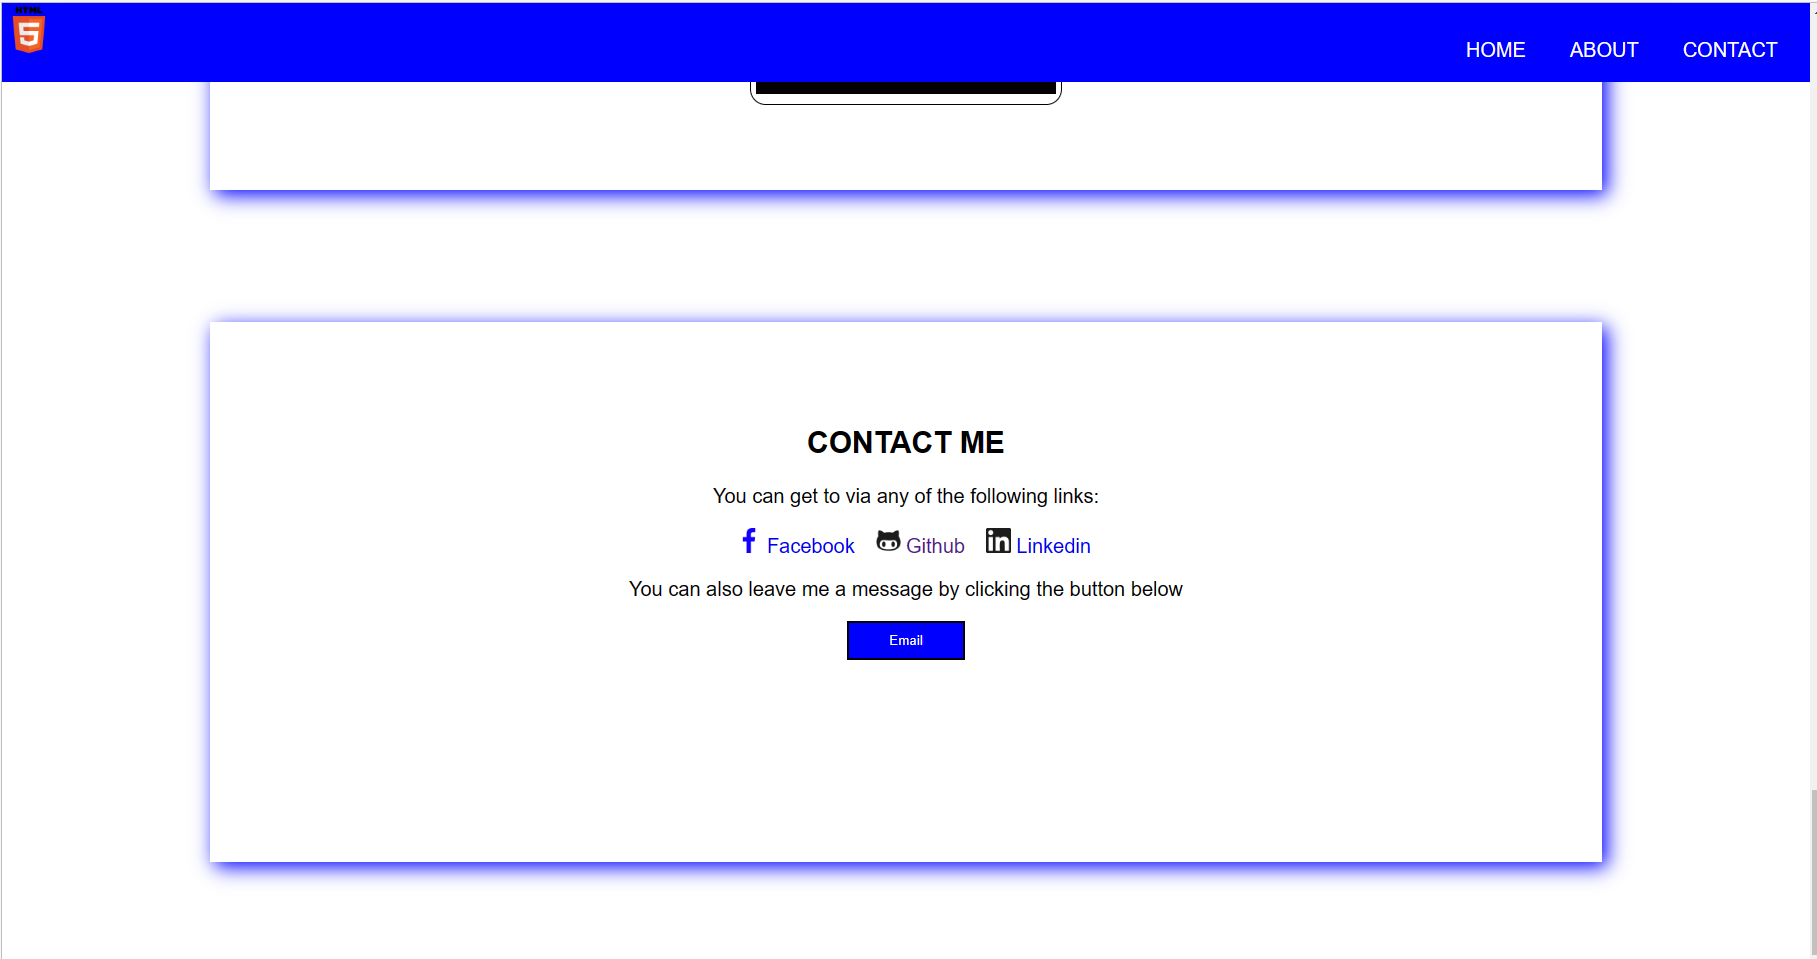 HTML
5
HOME ABOUT CONTACT
CONTACT ME
You can get to via any of the following links:
Facebook Github Linkedin
You can also leave me a message by clicking the button below
Email